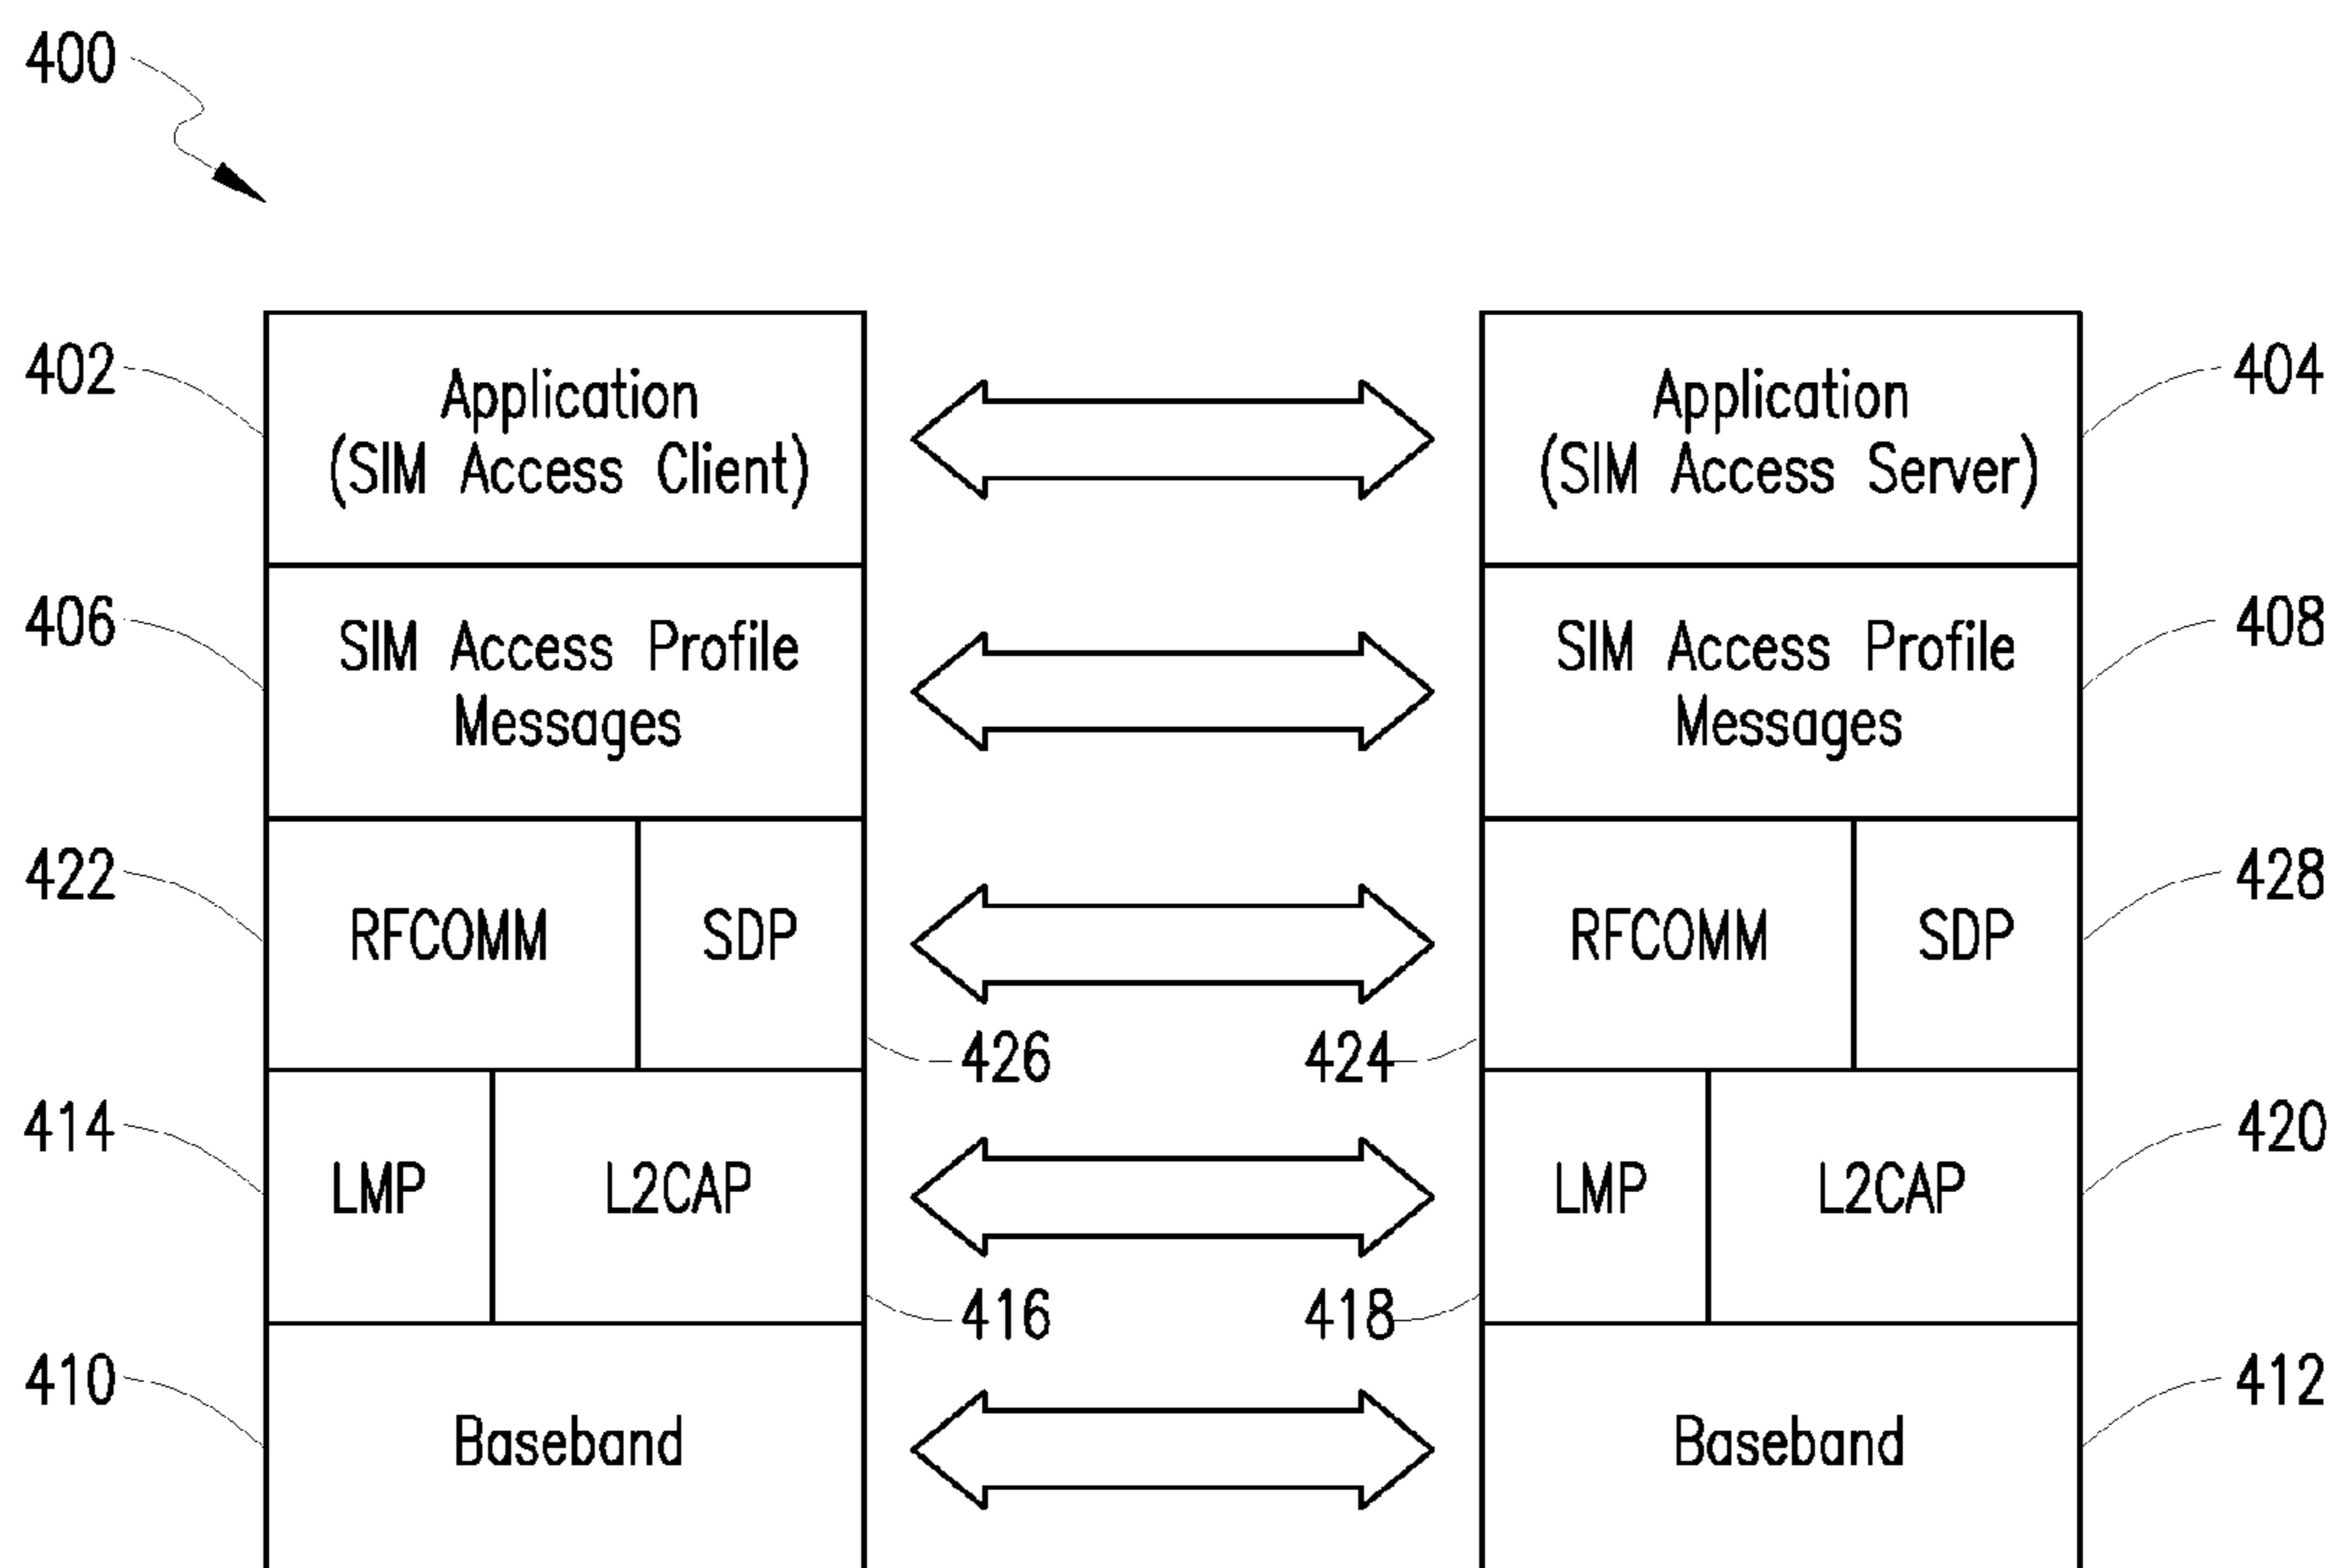 400
402
Application
(SIM Access Client)
Application
(SIM Access Server)
404
406
SIM Access Profile
Messages
SIM Access Profile
Messages
408
422
RFCOMM
SDP
RFCOMM
SDP
428
426
424
414
LMP
L2CAP
LMP
L2CAP
420
416
418
410
Baseband
Baseband
412